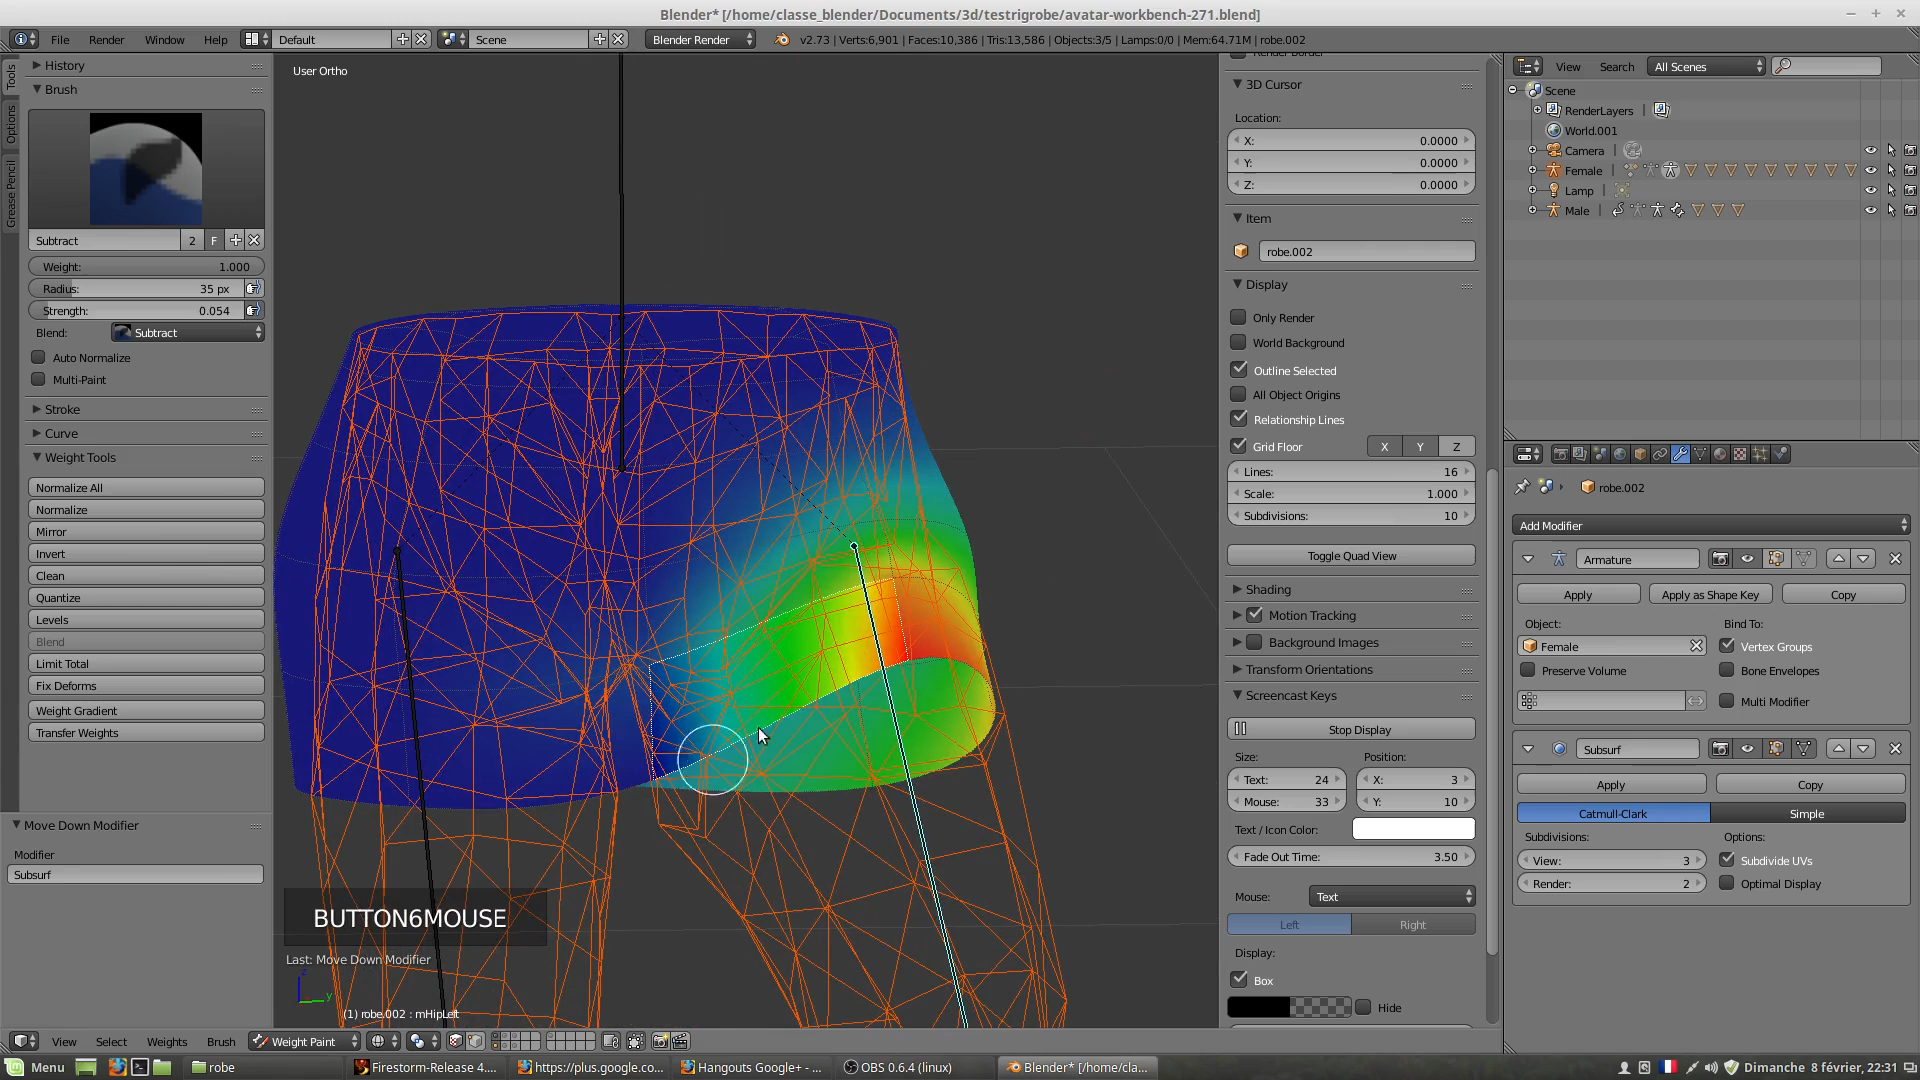 Blender* [/home/classe_blender/Documents/3d/testrigrobe/avatar-workbench-271.blend]
File Render Window Help Default Scene Blender Render v2.73 | Verts:6,901 | Faces:10,386 | Tris:13,586 | Objects:3/5 | Lamps:0/0 | Mem:64.71M | robe.002
Tools
Options
Grease Pencil
History
Brush
Subtract 2 F
Weight: 1.000
Radius: 35 px
Strength: 0.054
Blend: Subtract
Auto Normalize
Multi-Paint
Stroke
Curve
Weight Tools
Normalize All
Normalize
Mirror
Invert
Clean
Quantize
Levels
Blend
Limit Total
Fix Deforms
Weight Gradient
Transfer Weights
Move Down Modifier
Modifier
Subsurf
User Ortho
BUTTON6MOUSE
Last: Move Down Modifier
z
y
(1) robe.002 : mHipLeft
View Select Weights Brush Weight Paint
3D Cursor
Location:
X: 0.0000
Y: 0.0000
Z: 0.0000
Item
robe.002
Display
Only Render
World Background
Outline Selected
All Object Origins
Relationship Lines
Grid Floor X Y Z
Lines: 16
Scale: 1.000
Subdivisions: 10
Toggle Quad View
Shading
Motion Tracking
Background Images
Transform Orientations
Screencast Keys
Stop Display
Size: Position:
Text: 24 X: 3
Mouse: 33 Y: 10
Text / Icon Color:
Fade Out Time: 3.50
Mouse: Text
Left Right
Display:
Box
Hide
View Search All Scenes
Scene
RenderLayers |
World.001
Camera |
Female |
Lamp |
Male |
robe.002
Add Modifier
Armature
Apply Apply as Shape Key Copy
Object: Bind To:
Female Vertex Groups
Preserve Volume Bone Envelopes
Multi Modifier
Subsurf
Apply Copy
Catmull-Clark Simple
Subdivisions: Options:
View: 3 Subdivide UVs
Render: 2 Optimal Display
Menu robe Firestorm-Release 4.... https://plus.google.co... Hangouts Google+ - ... OBS 0.6.4 (linux) Blender* [/home/cla... Dimanche 8 février, 22:31